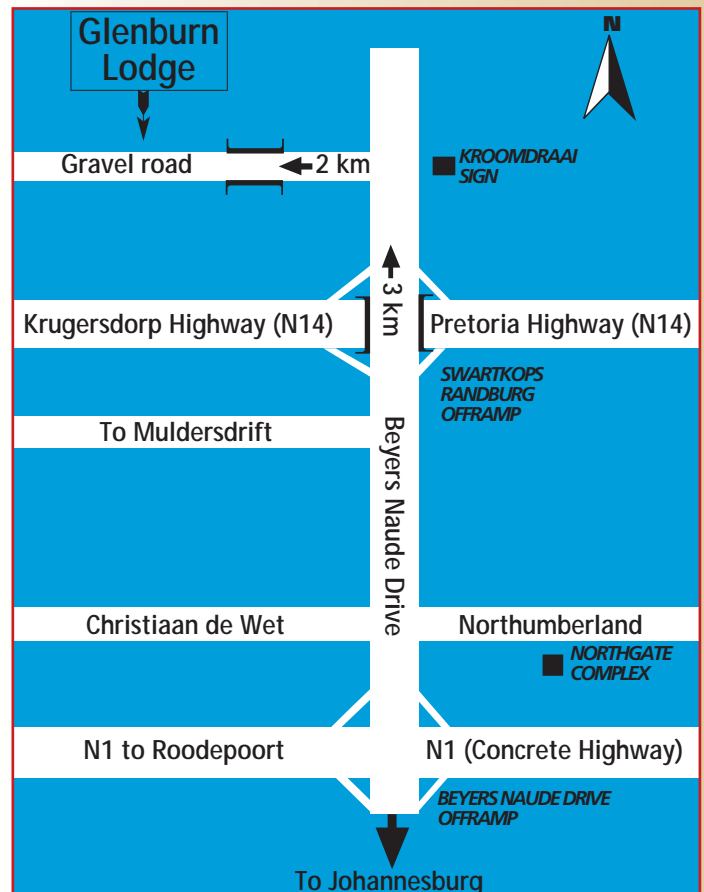 Glenburn
Lodge
N
Gravel road
2 km
KROOMDRAAI
SIGN
3 km
Krugersdorp Highway (N14)
Pretoria Highway (N14)
SWARTKOPS
RANDBURG
OFFRAMP
To Muldersdrift
Beyers Naude Drive
Christiaan de Wet
Northumberland
NORTHGATE
COMPLEX
N1 to Roodepoort
N1 (Concrete Highway)
BEYERS NAUDE DRIVE
OFFRAMP
To Johannesburg